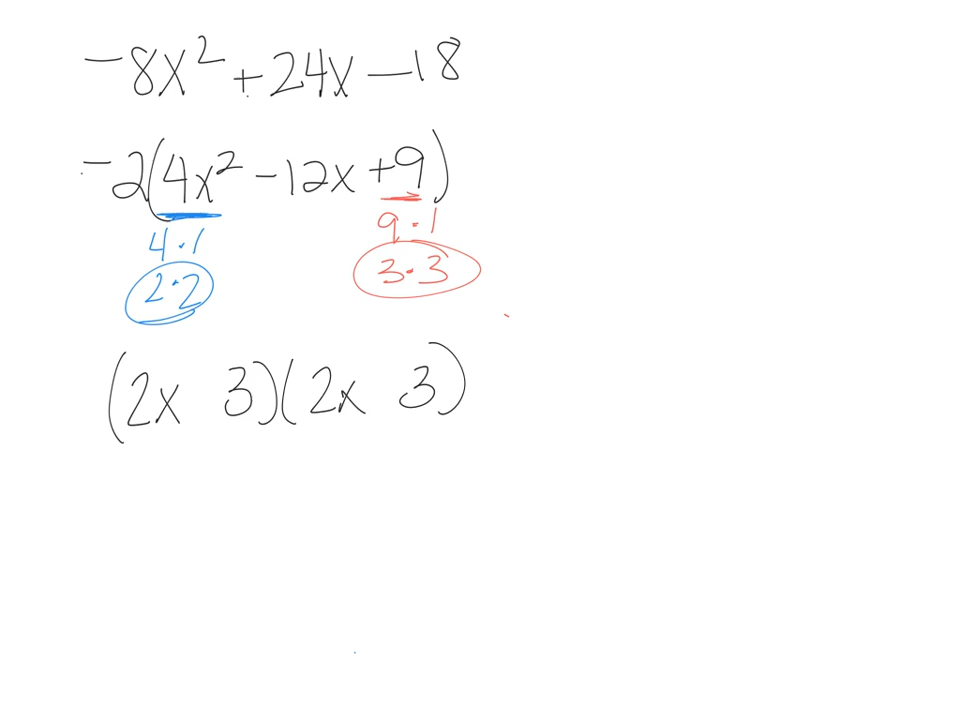 -8x² + 24x - 18
-2(4x² - 12x + 9)
4·1 9·1
2·2 3·3
(2x 3)(2x 3)